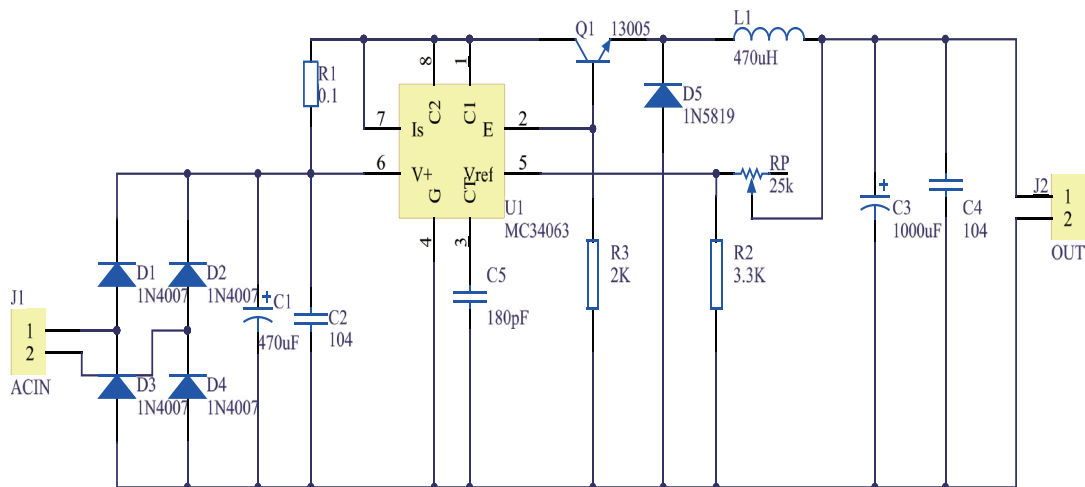 Q1
13005
L1
470uH
R1
0.1
8
1
C2
C1
D5
1N5819
7
Is
E
2
6
V+
Vref
5
RP
25k
G
CT
U1
MC34063
4
3
J2
1
2
OUT
C3
1000uF
C4
104
R3
2K
R2
3.3K
C5
180pF
D1
1N4007
D2
1N4007
J1
1
2
ACIN
+
C1
470uF
C2
104
+
D3
1N4007
D4
1N4007